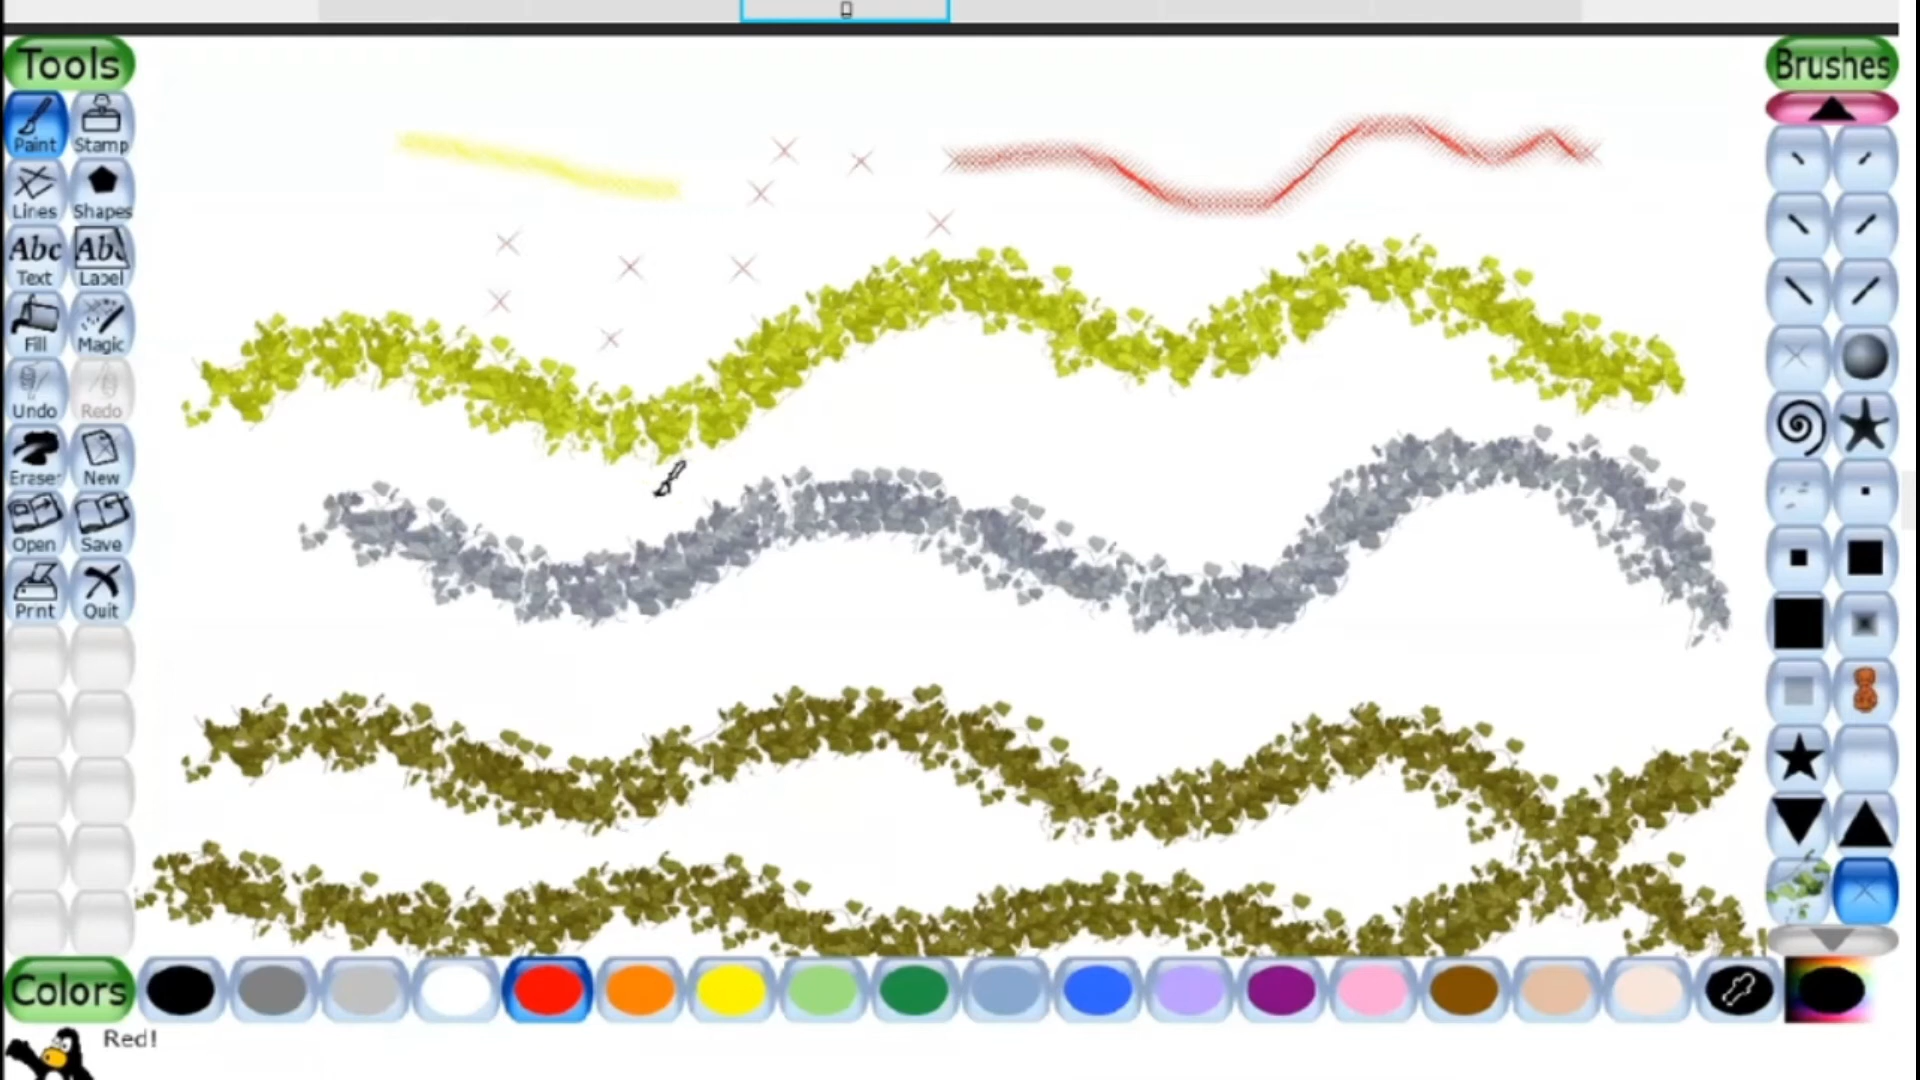 Tools
Brushes
Paint Stamp
Lines Shapes
Abc Abc
Text Label
Fill Magic
Undo Redo
Eraser New
Open Save
Print Quit
Colors
Red!